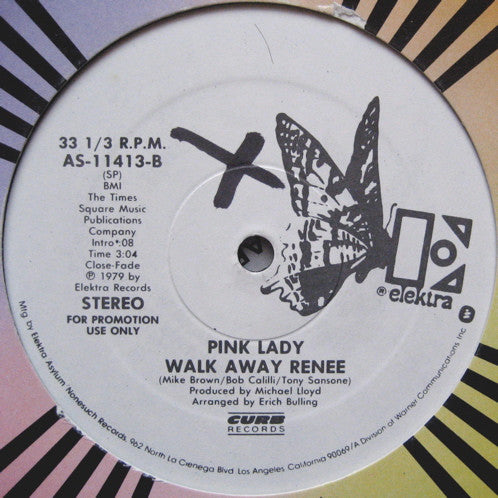 33 1/3 R.P.M.
AS-11413-B
(SP)
BMI
The Times
Square Music
Publications
Company
Intro*:08
Time 3:04
Close-Fade
℗ 1979 by
Elektra Records
STEREO
FOR PROMOTION
USE ONLY
® elektra
PINK LADY
WALK AWAY RENEE
(Mike Brown/Bob Calilli/Tony Sansone)
Produced by Michael Lloyd
Arranged by Erich Bulling
CURB
RECORDS
Mfg by Elektra Asylum Nonesuch Records 962 North La Cienega Blvd Los Angeles California 90069/A Division of Warner Communications Inc